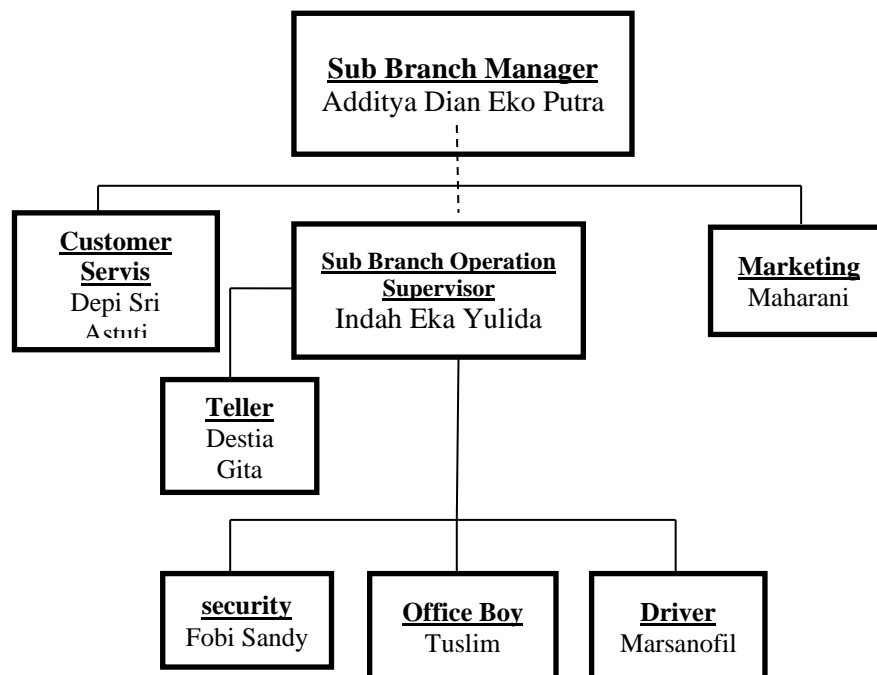 Sub Branch Manager
Additya Dian Eko Putra
Customer
Servis
Depi Sri
Astuti
Sub Branch Operation
Supervisor
Indah Eka Yulida
Marketing
Maharani
Teller
Destia
Gita
security
Fobi Sandy
Office Boy
Tuslim
Driver
Marsanofil